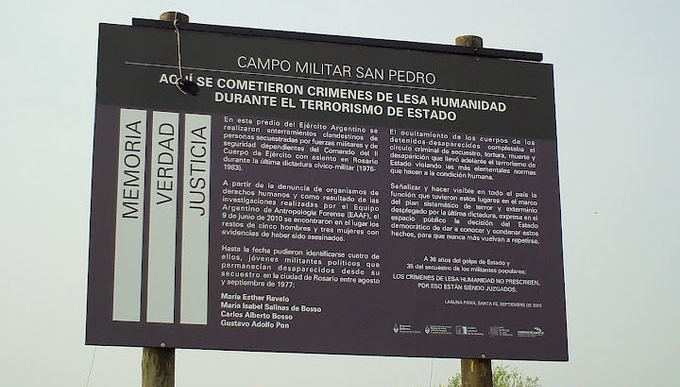 CAMPO MILITAR SAN PEDRO
AQUÍ SE COMETIERON CRIMENES DE LESA HUMANIDAD
DURANTE EL TERRORISMO DE ESTADO
MEMORIA
VERDAD
JUSTICIA
En este predio del Ejército Argentino se
realizaron enterramientos clandestinos de
personas secuestradas por fuerzas militares y de
seguridad dependientes del Comando del II
Cuerpo de Ejército con asiento en Rosario
durante la última dictadura cívico-militar (1976-
1983).
A partir de la denuncia de organismos de
derechos humanos y como resultado de las
investigaciones realizadas por el Equipo
Argentino de Antropología Forense (EAAF), el
9 de junio de 2010 se encontraron en el lugar los
restos de cinco hombres y tres mujeres con
evidencias de haber sido asesinados.
Hasta la fecha pudieron identificarse cuatro de
ellos, jóvenes militantes políticos que
permanecían desaparecidos desde su
secuestro en la ciudad de Rosario entre agosto
y septiembre de 1977:
María Esther Ravelo
María Isabel Salinas de Bosso
Carlos Alberto Bosso
Gustavo Adolfo Pon
El ocultamiento de los cuerpos de los
detenidos-desaparecidos completaba el
círculo criminal de secuestro, tortura, muerte y
desaparición que llevó adelante el terrorismo de
Estado violando las más elementales normas
que hacen a la condición humana.
Señalizar y hacer visible en todo el país la
función que tuvieron estos lugares en el marco
del plan sistemático de terror y exterminio
desplegado por la última dictadura, expresa en el
espacio público la decisión del Estado
democrático de dar a conocer y condenar estos
hechos, para que nunca más vuelvan a repetirse.
A 36 años del golpe de Estado y
35 del secuestro de los militantes populares:
LOS CRÍMENES DE LESA HUMANIDAD NO PRESCRIBEN,
POR ESO ESTÁN SIENDO JUZGADOS.
LAGUNA PAIVA, SANTA FE, SEPTIEMBRE DE 2012